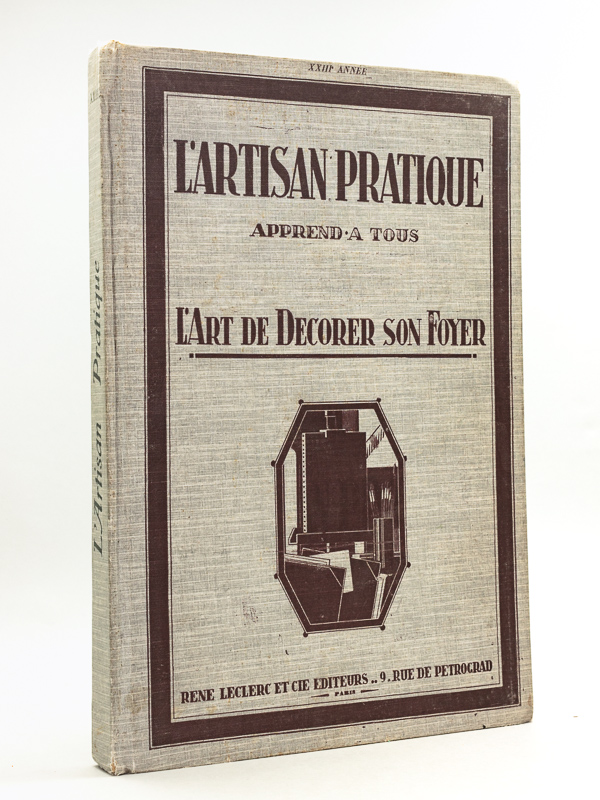 XXIIIᵉ ANNÉE
L'ARTISAN PRATIQUE
APPREND·A TOUS
L'ART DE DECORER SON FOYER
RENE LECLERC ET CIE EDITEURS .. 9, RUE DE PETROGRAD
PARIS
L'Artisan Pratique